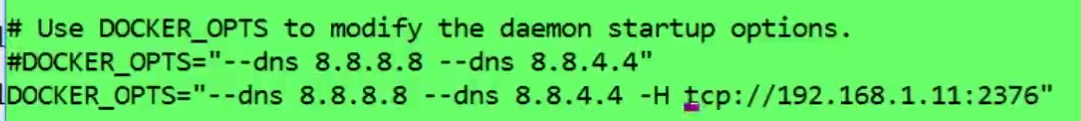 # Use DOCKER_OPTS to modify the daemon startup options.
#DOCKER_OPTS="--dns 8.8.8.8 --dns 8.8.4.4"
DOCKER_OPTS="--dns 8.8.8.8 --dns 8.8.4.4 -H tcp://192.168.1.11:2376"